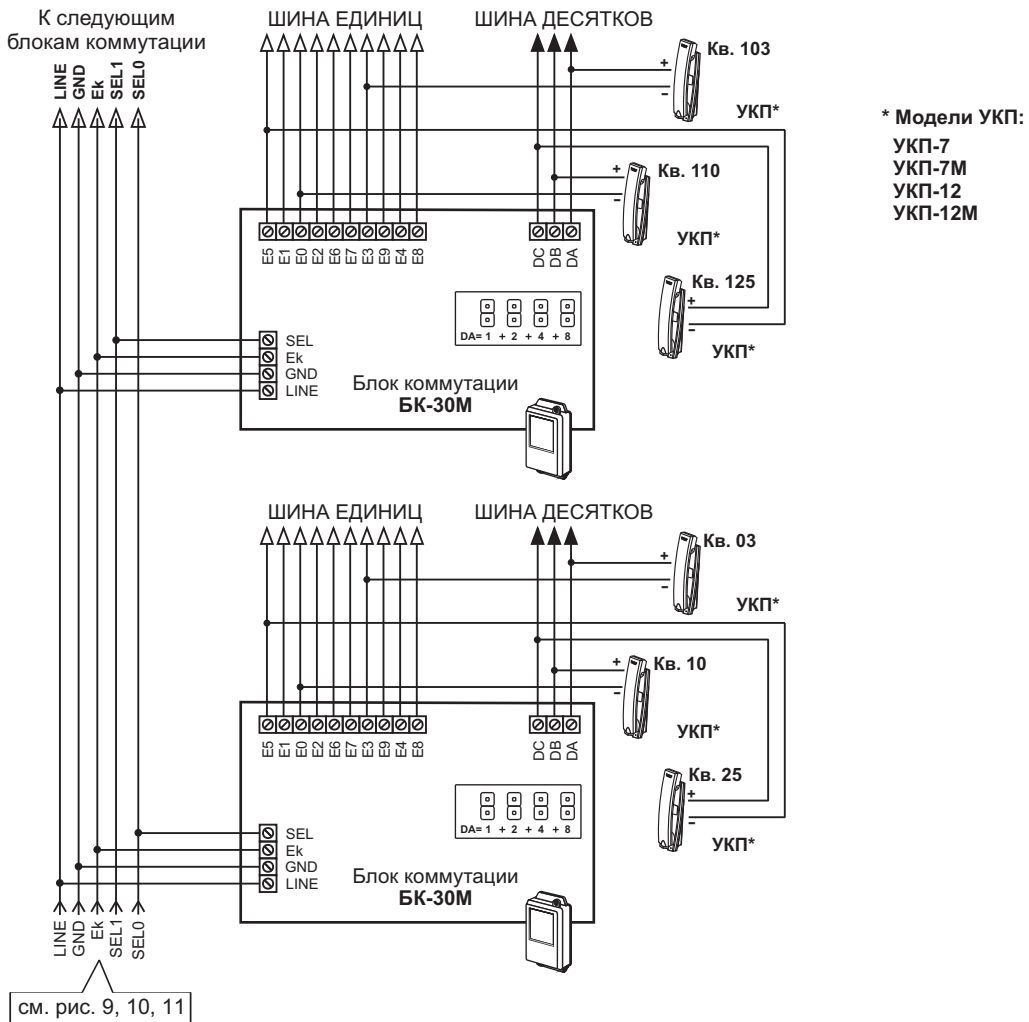 К следующим
блокам коммутации
LINE
GND
Ek
SEL1
SEL0
ШИНА ЕДИНИЦ
ШИНА ДЕСЯТКОВ
+
–
Кв. 103
УКП*
+
–
Кв. 110
УКП*
Кв. 125
+
–
УКП*
* Модели УКП:
УКП-7
УКП-7М
УКП-12
УКП-12М
E5
E1
E0
E2
E6
E7
E3
E9
E4
E8
DC
DB
DA
DA= 1 + 2 + 4 + 8
SEL
Ek
GND
LINE
Блок коммутации
БК-30М
ШИНА ЕДИНИЦ
ШИНА ДЕСЯТКОВ
+
–
Кв. 03
УКП*
+
–
Кв. 10
УКП*
Кв. 25
+
–
УКП*
E5
E1
E0
E2
E6
E7
E3
E9
E4
E8
DC
DB
DA
DA= 1 + 2 + 4 + 8
SEL
Ek
GND
LINE
Блок коммутации
БК-30М
LINE
GND
Ek
SEL1
SEL0
см. рис. 9, 10, 11